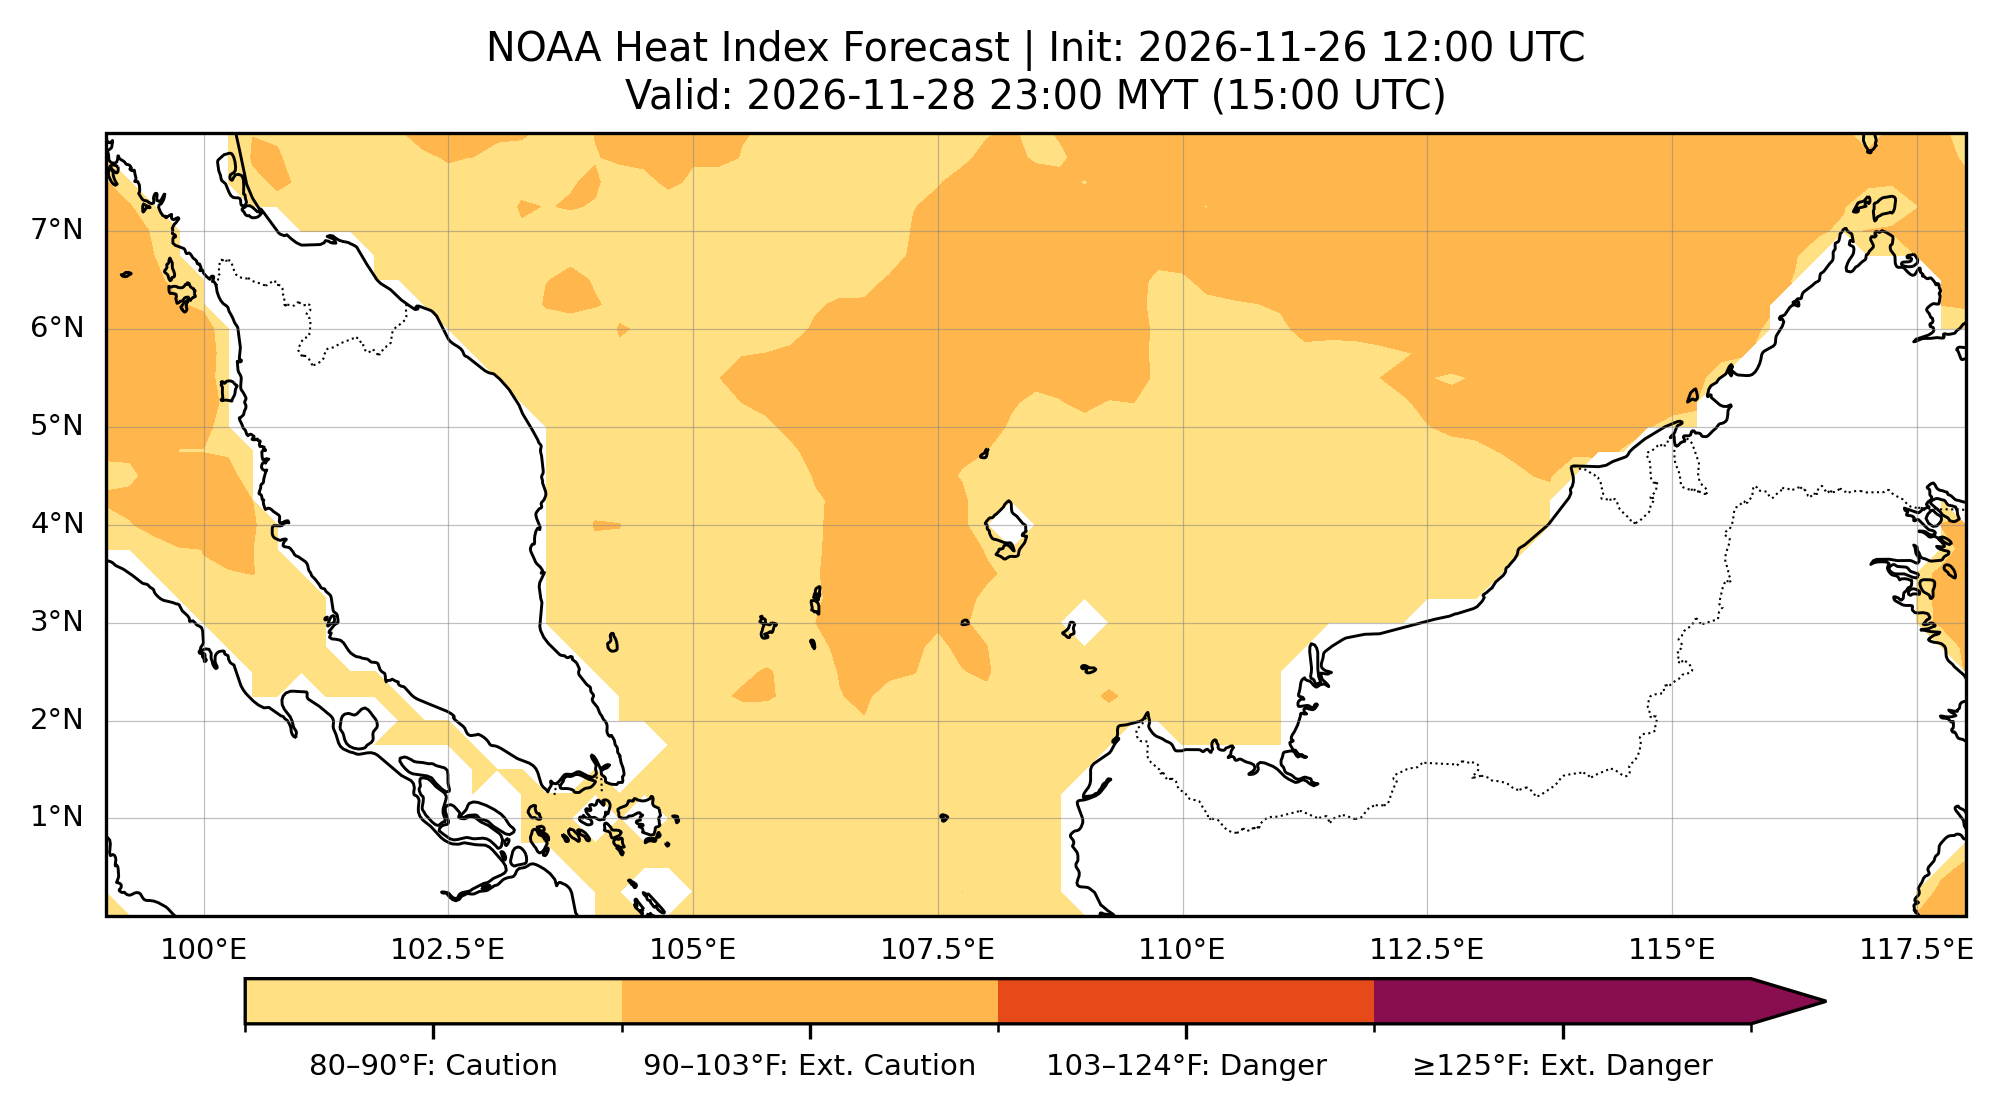 NOAA Heat Index Forecast | Init: 2026-11-26 12:00 UTC
Valid: 2026-11-28 23:00 MYT (15:00 UTC)
7°N
6°N
5°N
4°N
3°N
2°N
1°N
100°E
102.5°E
105°E
107.5°E
110°E
112.5°E
115°E
117.5°E
80–90°F: Caution
90–103°F: Ext. Caution
103–124°F: Danger
≥125°F: Ext. Danger